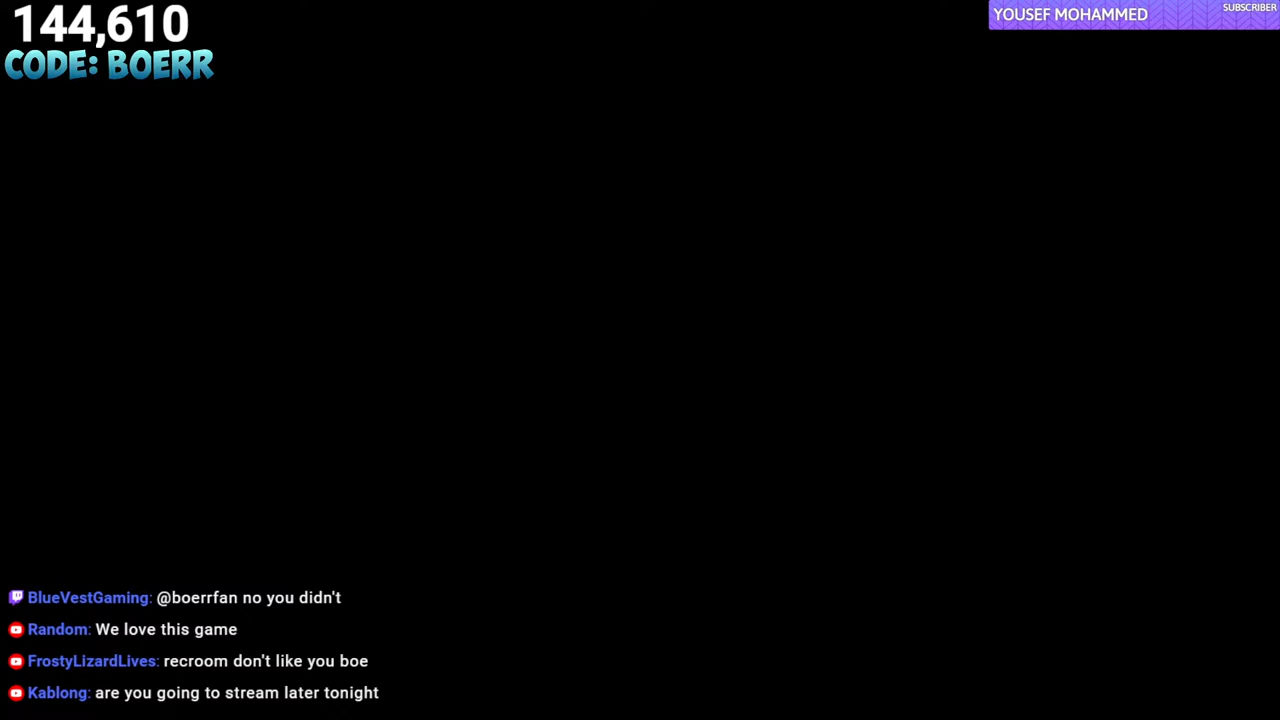 144,610
CODE: BOERR
YOUSEF MOHAMMED
SUBSCRIBER
BlueVestGaming: @boerrfan no you didn't
Random: We love this game
FrostyLizardLives: recroom don't like you boe
Kablong: are you going to stream later tonight